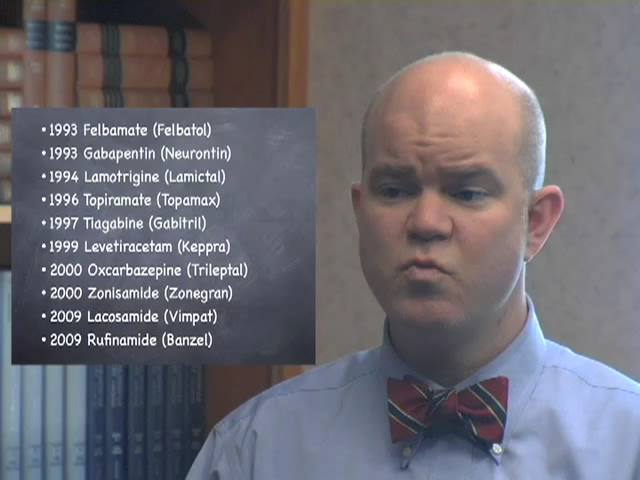 • 1993 Felbamate (Felbatol)
• 1993 Gabapentin (Neurontin)
• 1994 Lamotrigine (Lamictal)
• 1996 Topiramate (Topamax)
• 1997 Tiagabine (Gabitril)
• 1999 Levetiracetam (Keppra)
• 2000 Oxcarbazepine (Trileptal)
• 2000 Zonisamide (Zonegran)
• 2009 Lacosamide (Vimpat)
• 2009 Rufinamide (Banzel)